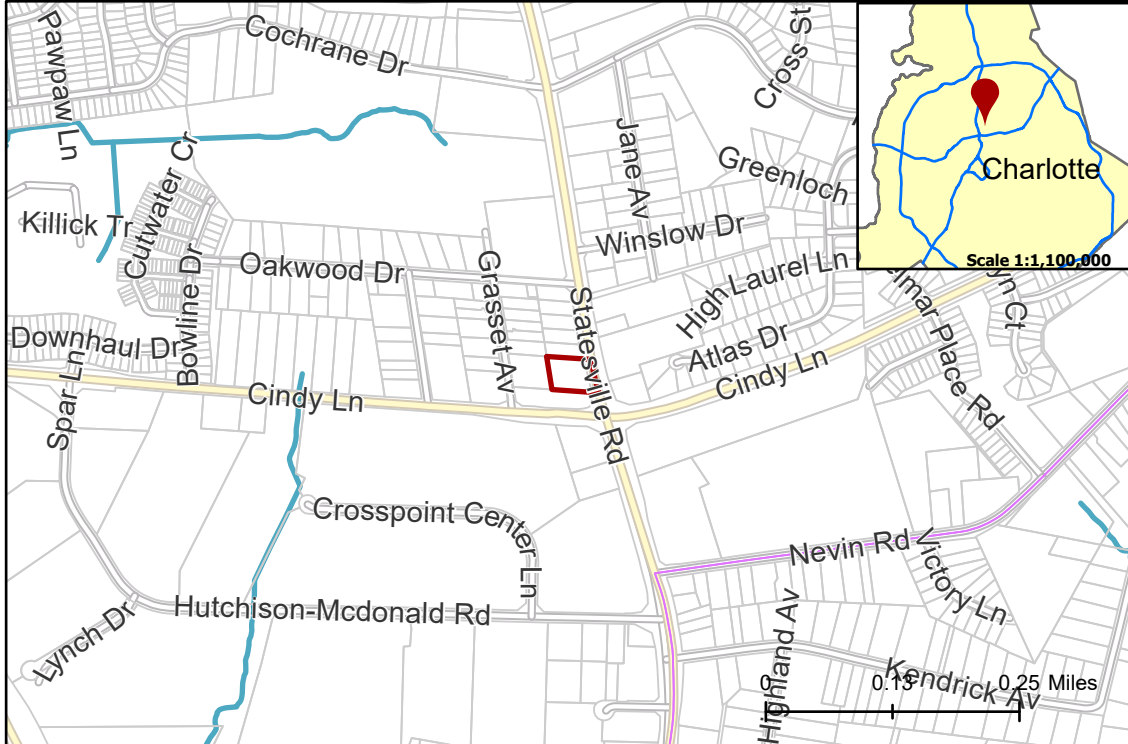 Pawpaw Ln
Cochrane Dr
Cross St
Jane Av
Greenloch
Killick Tr
Cutwater Cr
Bowline Dr
Oakwood Dr
Grasset Av
Winslow Dr
High Laurel Ln
Statesville Rd
Atlas Dr
Downhaul Dr
Spar Ln
Cindy Ln
Cindy Ln
elmar Place Rd
yn Ct
Crosspoint Center Ln
Nevin Rd
Victory Ln
Hutchison-Mcdonald Rd
Lynch Dr
Highland Av
Kendrick Av
0 0.13 0.25 Miles
Charlotte
Scale 1:1,100,000